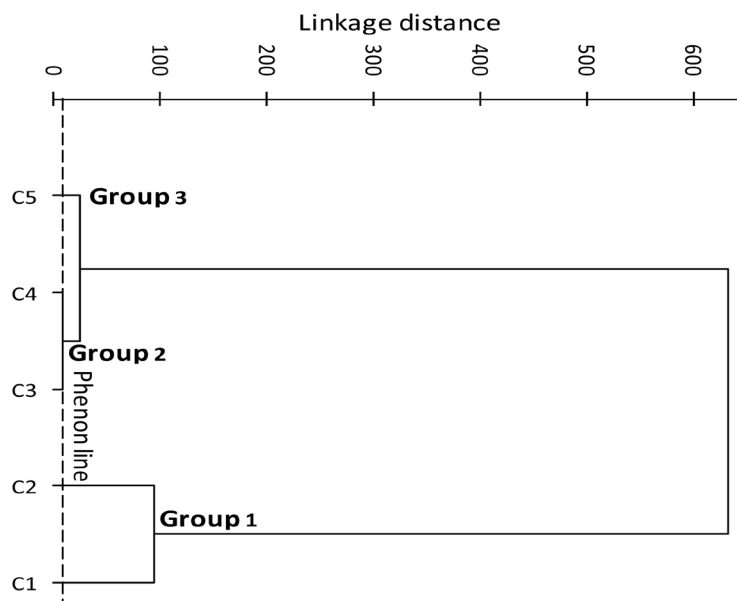 Linkage distance
0 100 200 300 400 500 600
C5 Group 3
C4
Group 2
C3
Phenon line
C2
Group 1
C1